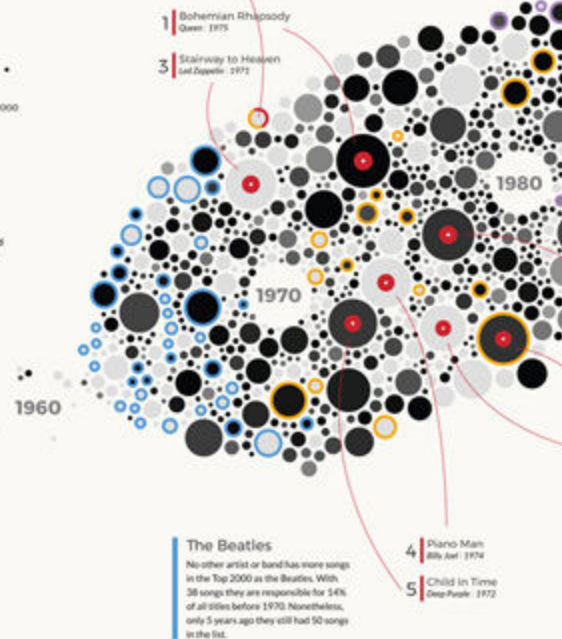 1 Bohemian Rhapsody
Queen : 1975
3 Stairway to Heaven
Led Zeppelin : 1971
000
1980
1970
1960
The Beatles
No other artist or band has more songs
in the Top 2000 as the Beatles. With
38 songs they are responsible for 14%
of all titles before 1970. Nonetheless,
only 5 years ago they still had 50 songs
in the list.
4 Piano Man
Billy Joel : 1974
5 Child in Time
Deep Purple : 1972